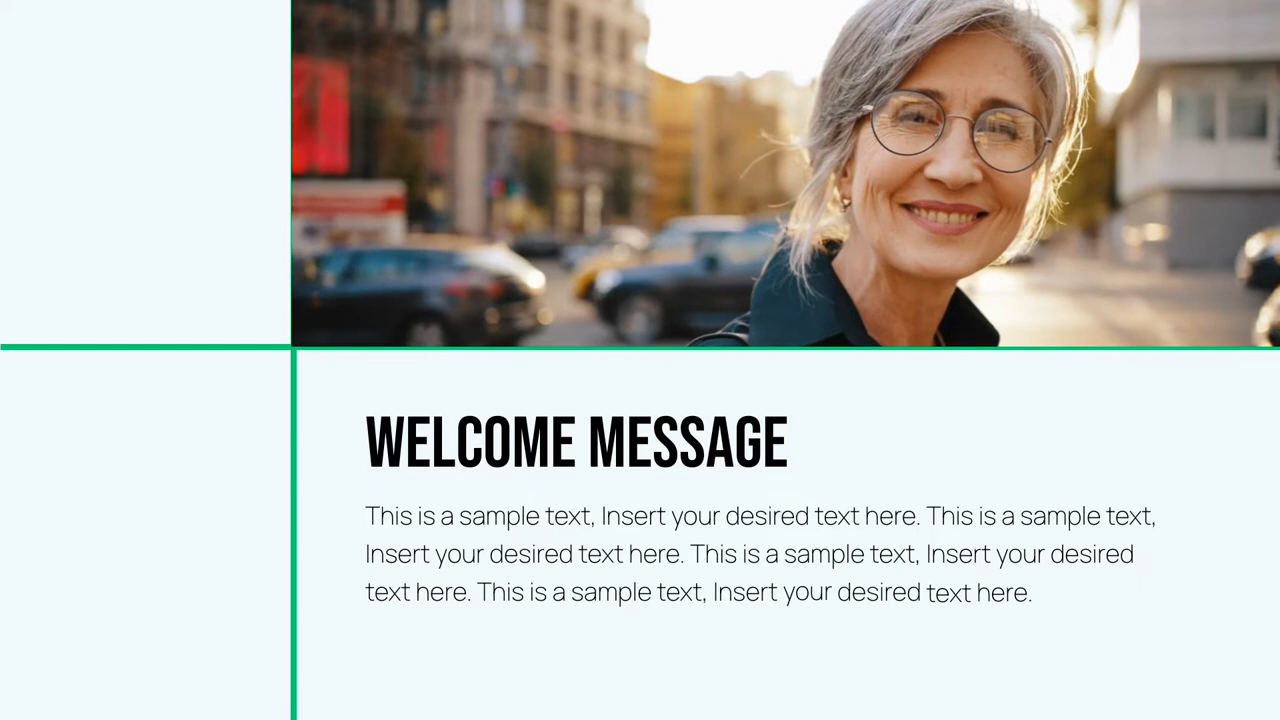 WELCOME MESSAGE
This is a sample text, Insert your desired text here. This is a sample text,
Insert your desired text here. This is a sample text, Insert your desired
text here. This is a sample text, Insert your desired text here.